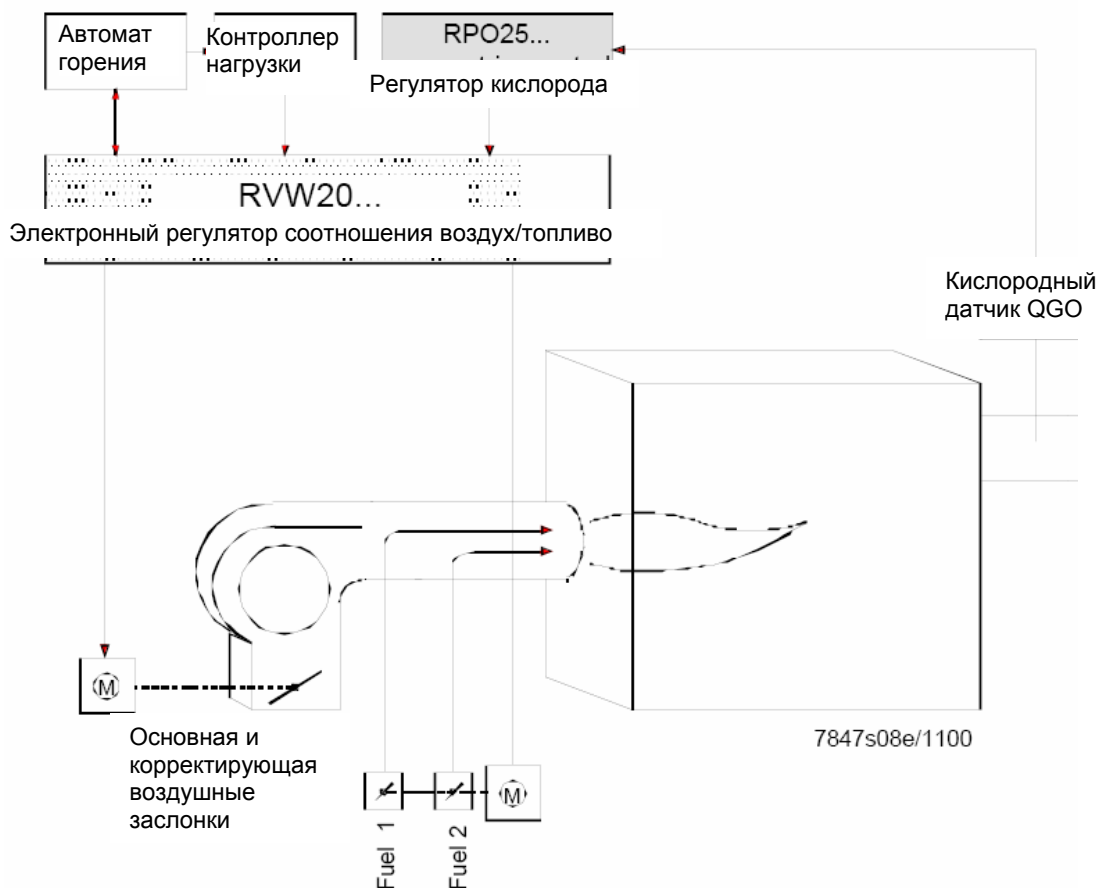 Автомат
горения
Контроллер
нагрузки
RPO25...
Регулятор кислорода
RVW20...
Электронный регулятор соотношения воздух/топливо
Кислородный
датчик QGO
M
Основная и
корректирующая
воздушные
заслонки
7847s08e/1100
M
Fuel 1
Fuel 2